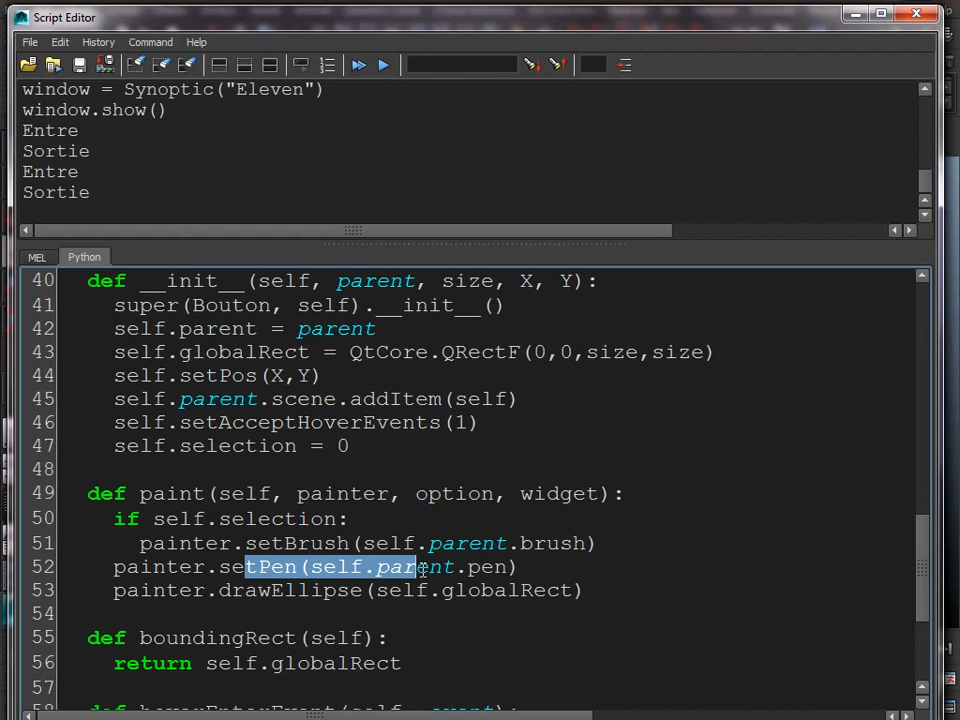 Script Editor
File Edit History Command Help
window = Synoptic("Eleven")
window.show()
Entre
Sortie
Entre
Sortie
MEL Python
40 def __init__(self, parent, size, X, Y):
41 super(Bouton, self).__init__()
42 self.parent = parent
43 self.globalRect = QtCore.QRectF(0,0,size,size)
44 self.setPos(X,Y)
45 self.parent.scene.addItem(self)
46 self.setAcceptHoverEvents(1)
47 self.selection = 0
48
49 def paint(self, painter, option, widget):
50 if self.selection:
51 painter.setBrush(self.parent.brush)
52 painter.setPen(self.parent.pen)
53 painter.drawEllipse(self.globalRect)
54
55 def boundingRect(self):
56 return self.globalRect
57
58 def hoverEnterEvent(self, event):